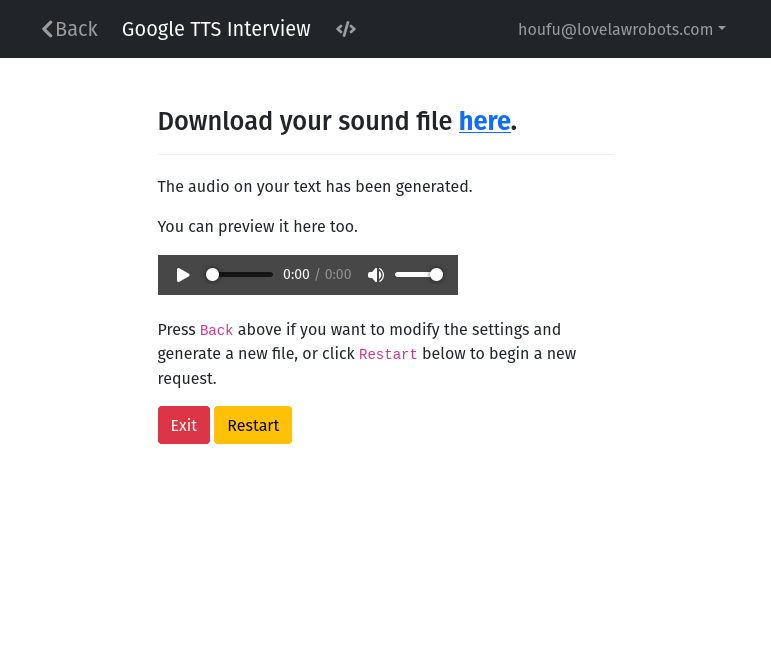 Back Google TTS Interview </> houfu@lovelawrobots.com
Download your sound file here.
The audio on your text has been generated.
You can preview it here too.
0:00 / 0:00
Press Back above if you want to modify the settings and
generate a new file, or click Restart below to begin a new
request.
Exit Restart